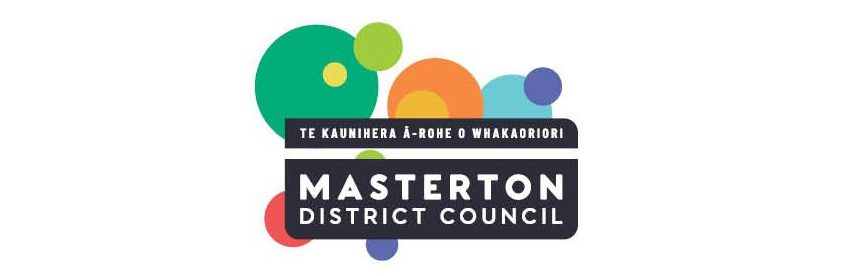 TE KAUNIHERA Ā-ROHE O WHAKAORIORI
MASTERTON
DISTRICT COUNCIL